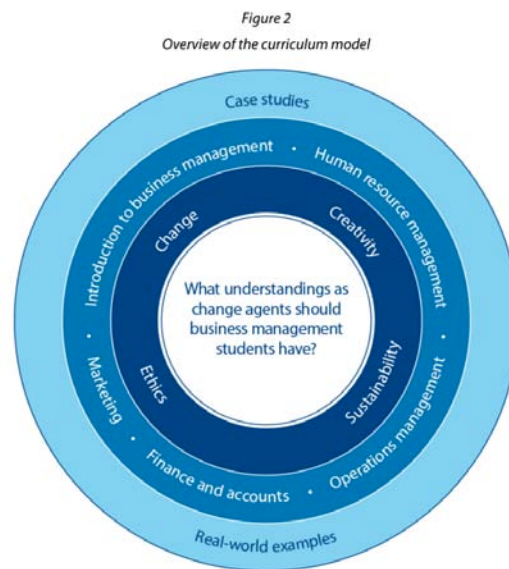 Figure 2
Overview of the curriculum model
Case studies
Introduction to business management • Human resource management •
Change
Creativity
What understandings as
change agents should
business management
students have?
Ethics
Sustainability
Marketing • Finance and accounts • Operations management •
Real-world examples